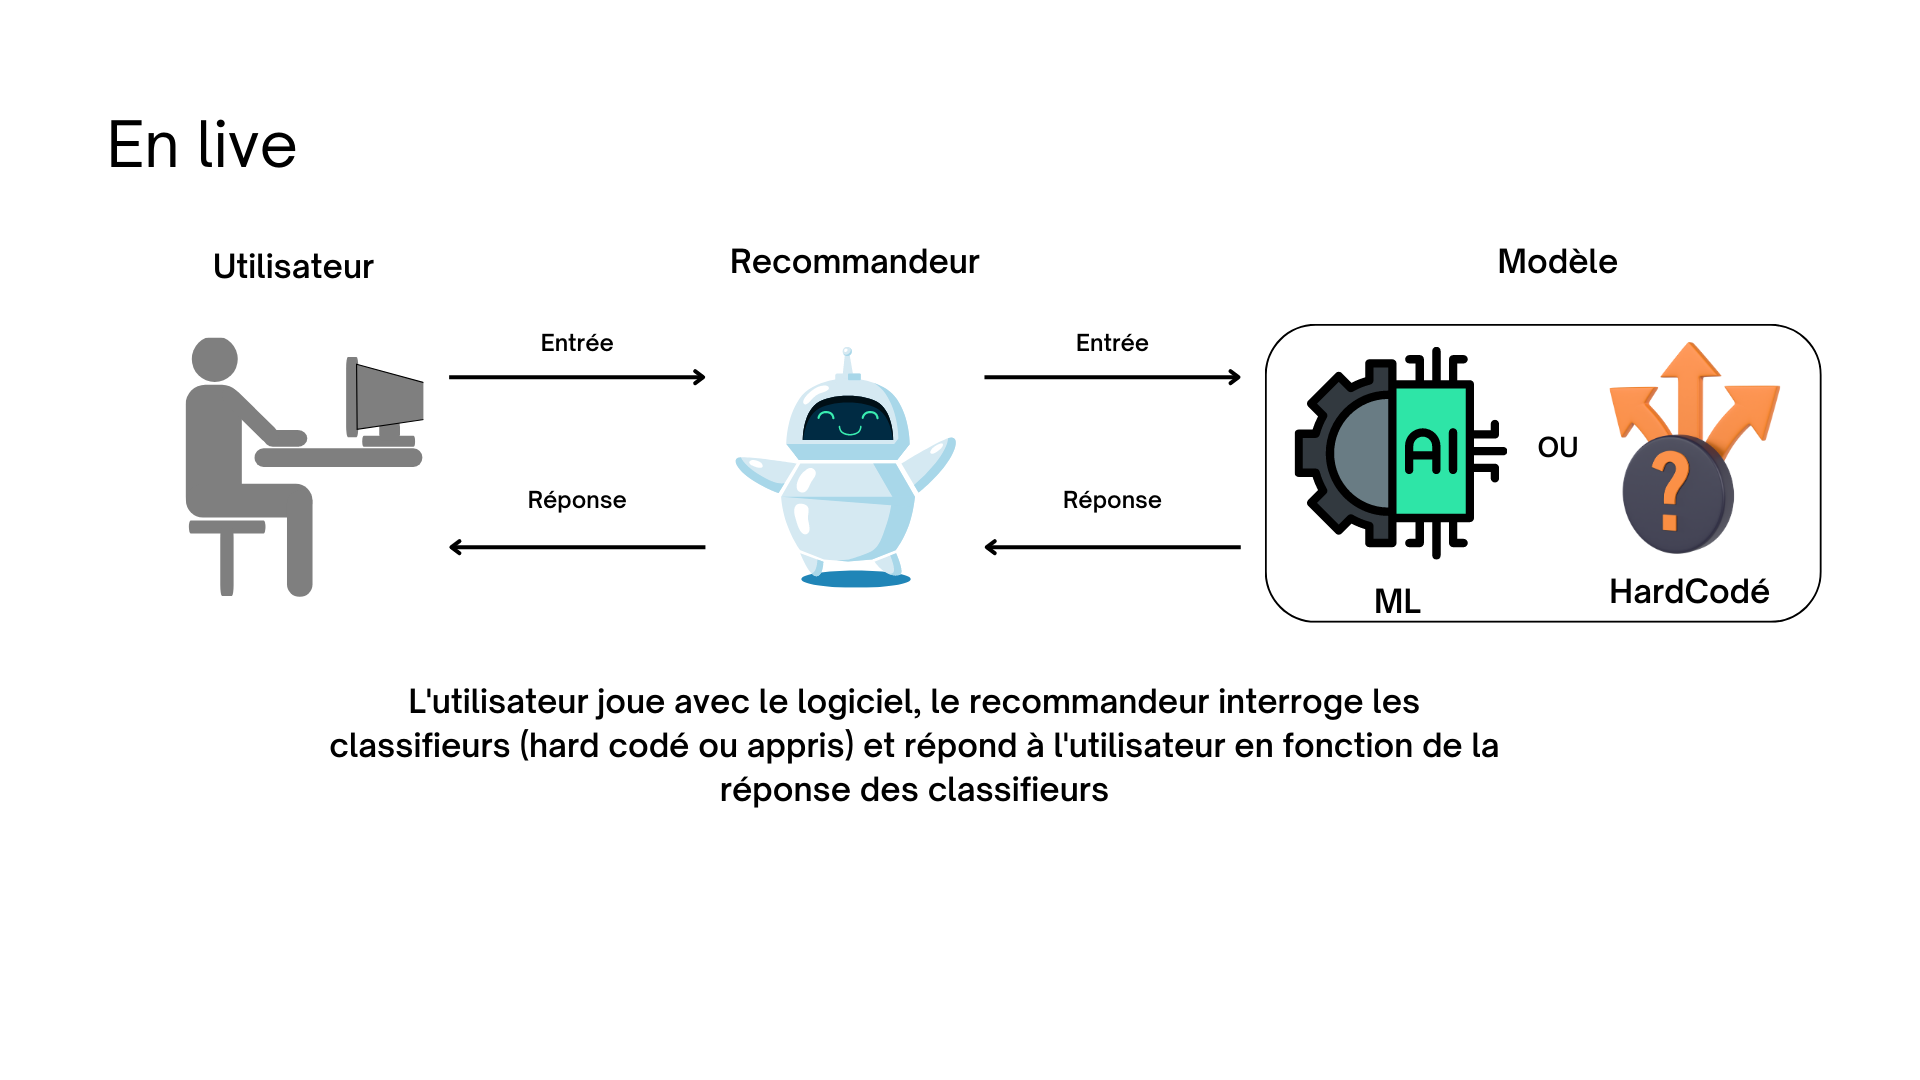 En live
Utilisateur
Recommandeur
Modèle
Entrée
Entrée
Réponse
Réponse
AI
OU
?
ML
HardCodé
L'utilisateur joue avec le logiciel, le recommandeur interroge les
classifieurs (hard codé ou appris) et répond à l'utilisateur en fonction de la
réponse des classifieurs